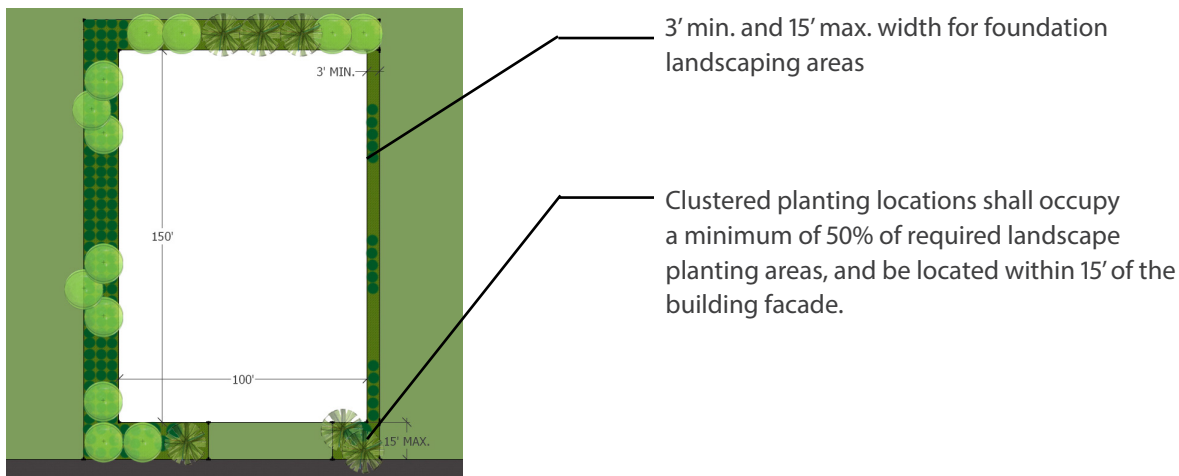 3' MIN.
150'
100'
15' MAX.
3’ min. and 15’ max. width for foundation
landscaping areas
Clustered planting locations shall occupy
a minimum of 50% of required landscape
planting areas, and be located within 15’ of the
building facade.